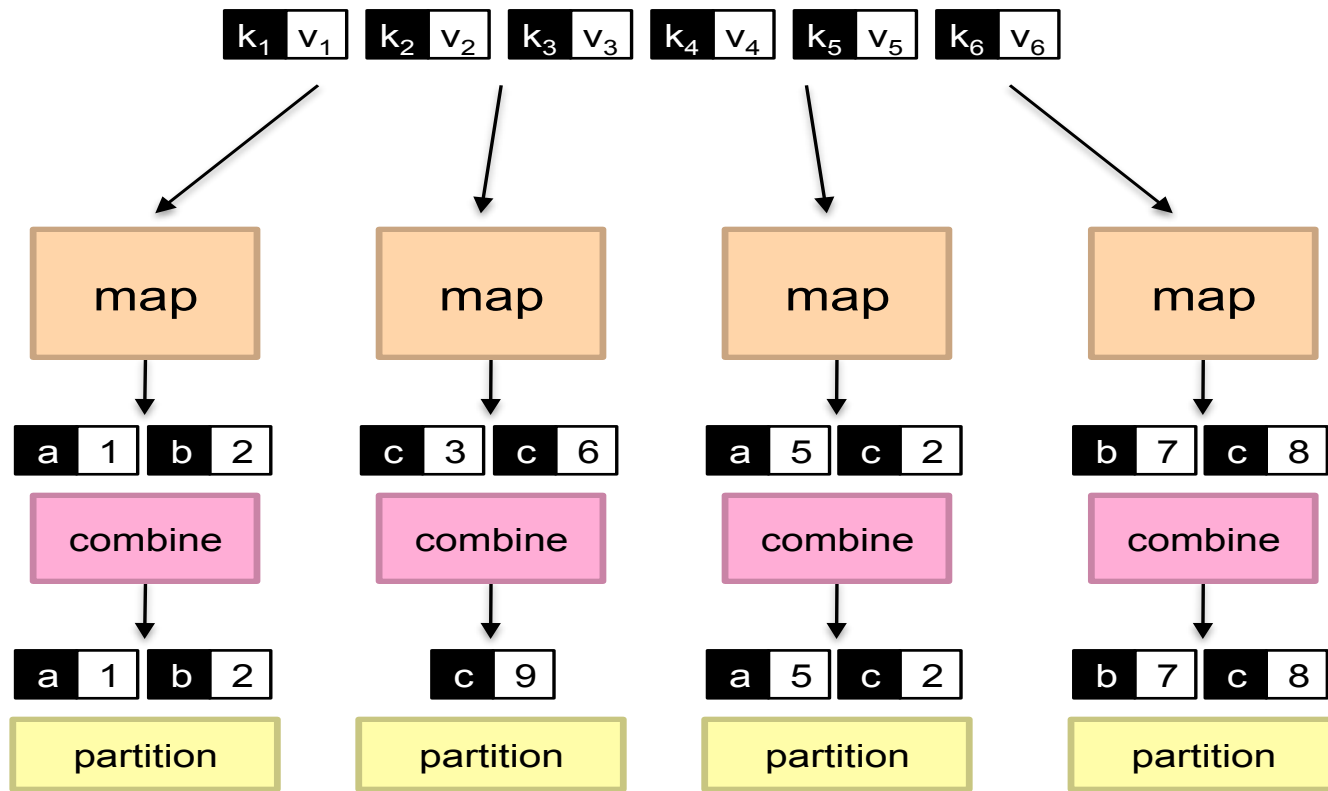 k₁ v₁ k₂ v₂ k₃ v₃ k₄ v₄ k₅ v₅ k₆ v₆
map map map map
a 1 b 2 c 3 c 6 a 5 c 2 b 7 c 8
combine combine combine combine
a 1 b 2 c 9 a 5 c 2 b 7 c 8
partition partition partition partition